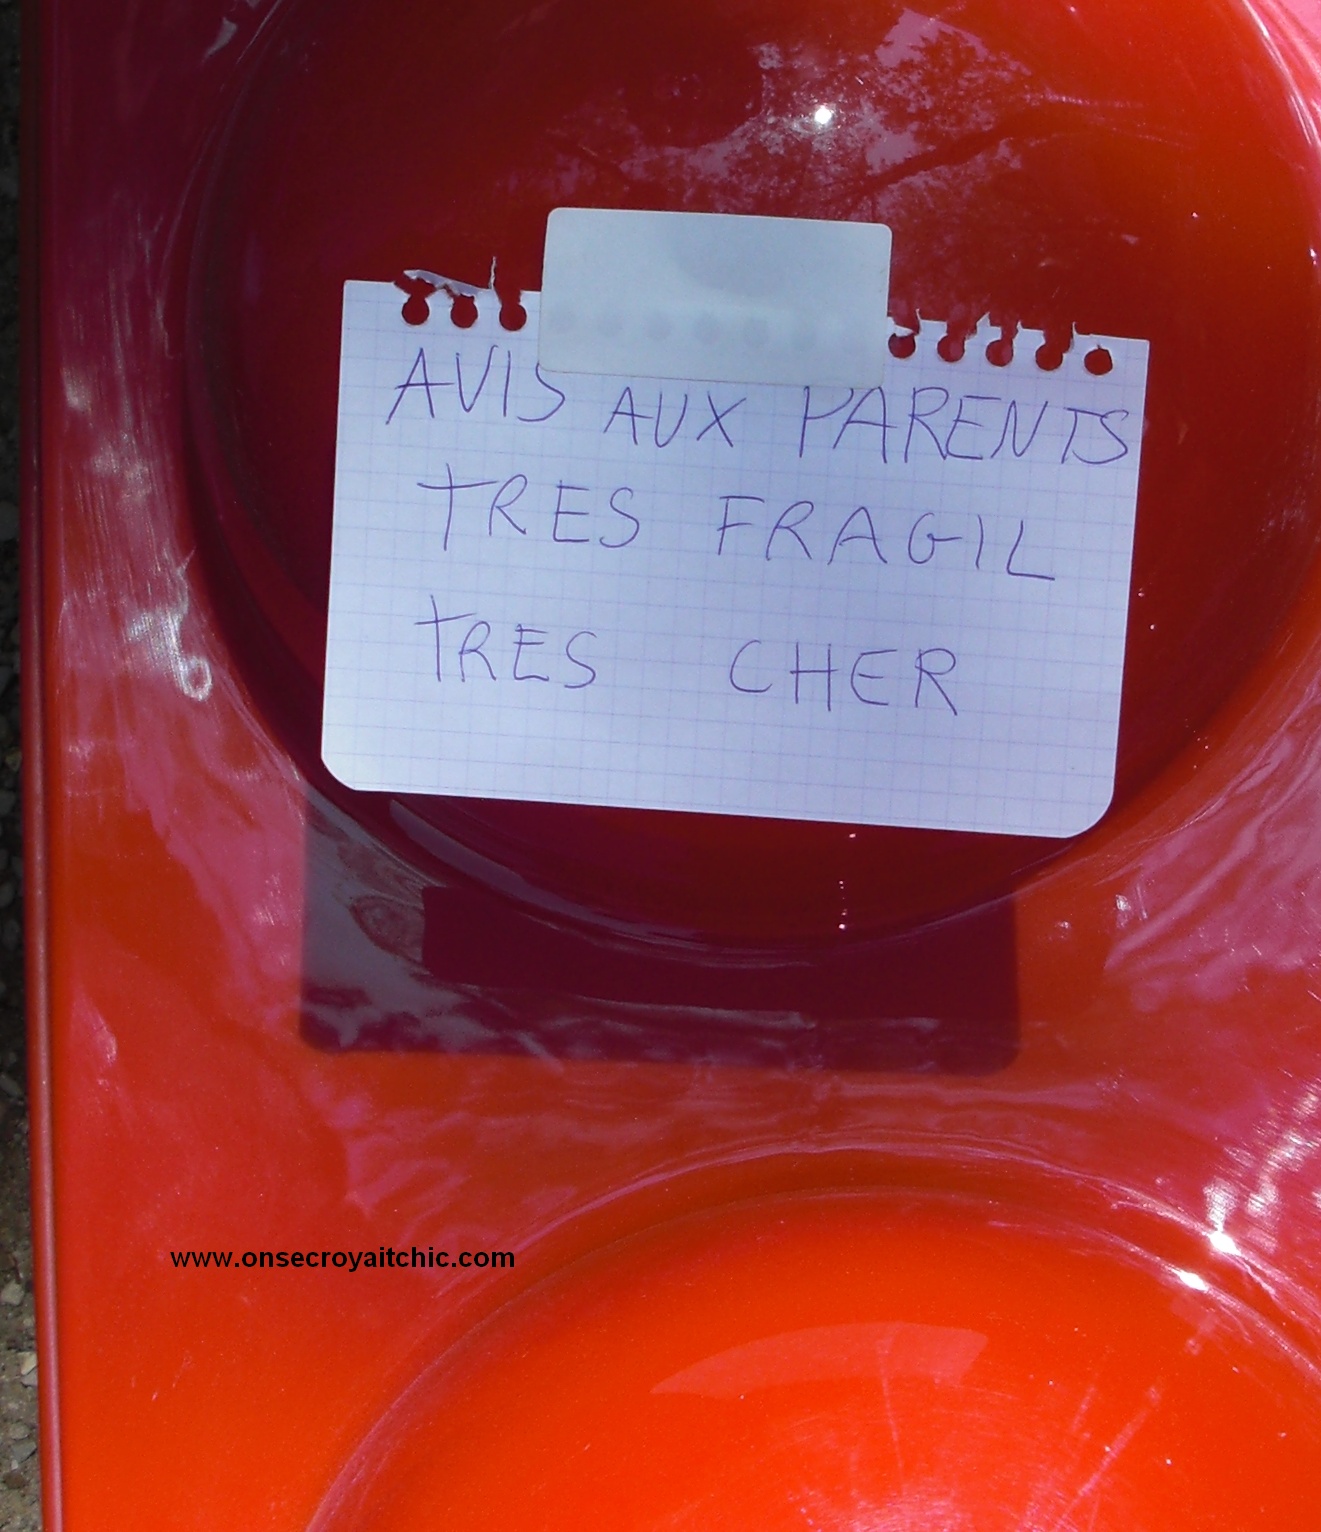 AVIS AUX PARENTS
TRES FRAGIL
TRES CHER
www.onsecroyaitchic.com